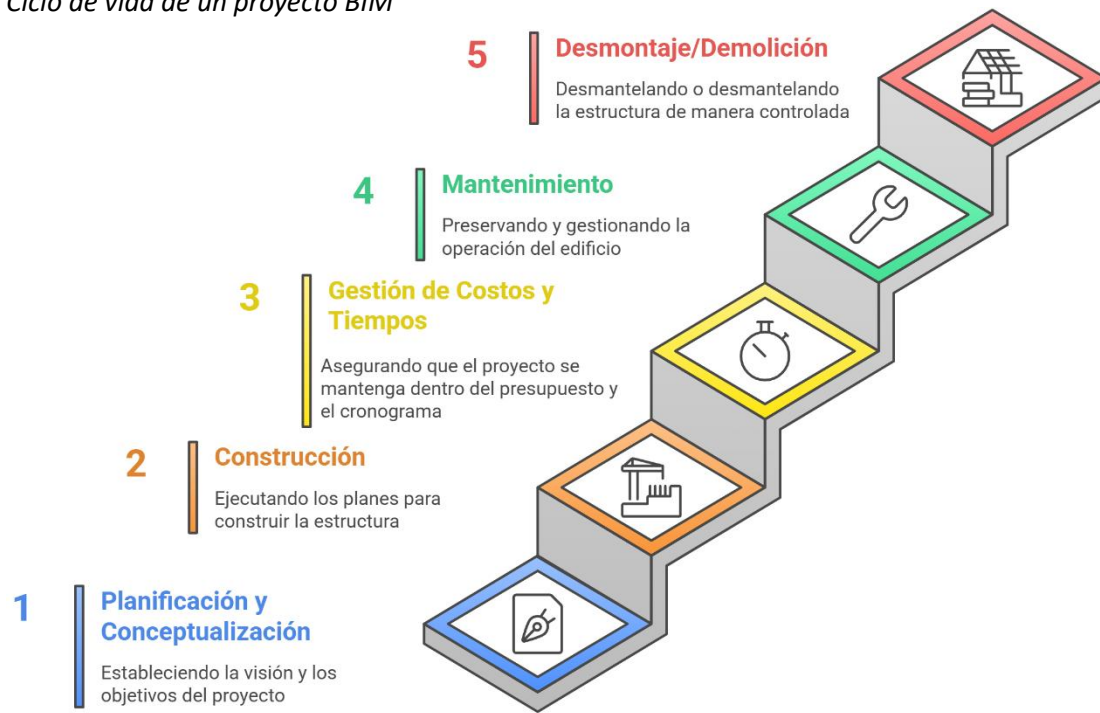 Ciclo de vida de un proyecto BIM
5
Desmontaje/Demolición
Desmantelando o desmantelando
la estructura de manera controlada
4
Mantenimiento
Preservando y gestionando la
operación del edificio
3
Gestión de Costos y
Tiempos
Asegurando que el proyecto se
mantenga dentro del presupuesto y
el cronograma
2
Construcción
Ejecutando los planes para
construir la estructura
1
Planificación y
Conceptualización
Estableciendo la visión y los
objetivos del proyecto